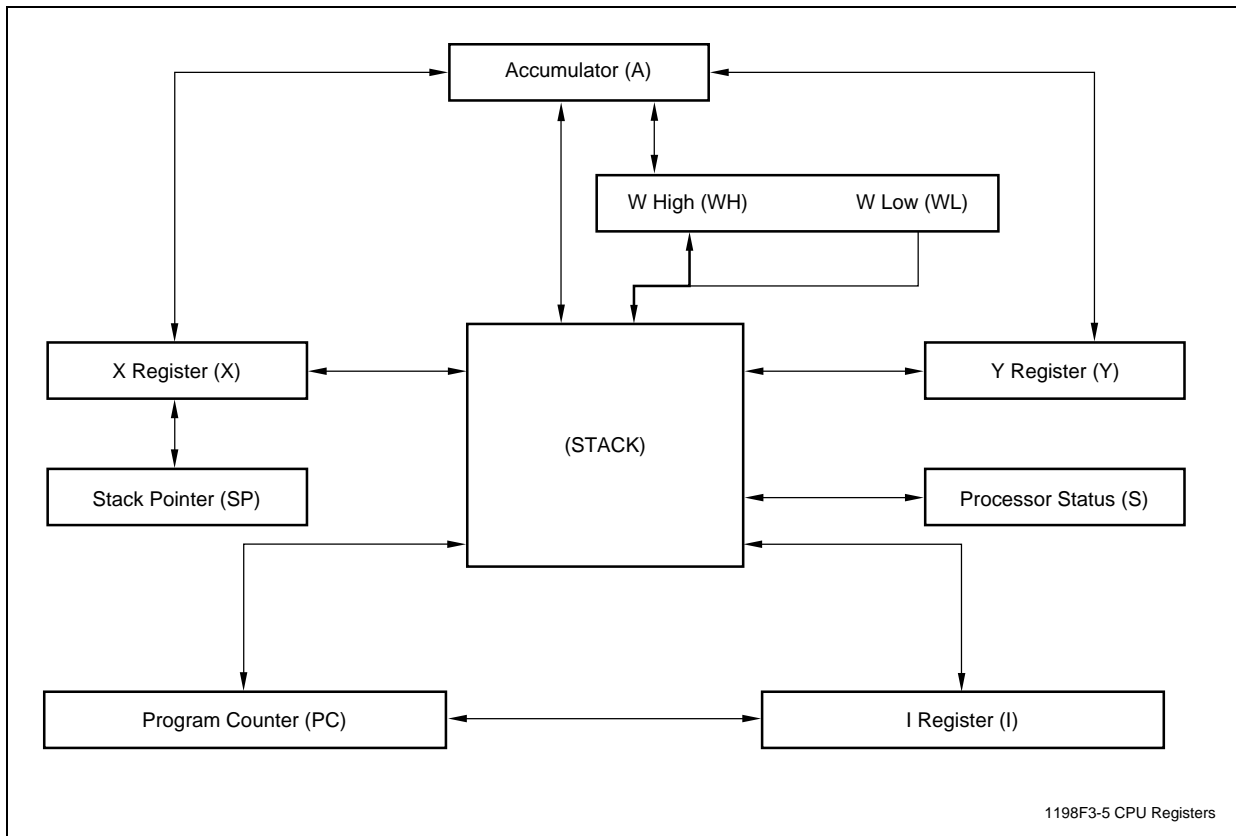 Accumulator (A)
W High (WH) W Low (WL)
X Register (X)
Y Register (Y)
(STACK)
Stack Pointer (SP)
Processor Status (S)
Program Counter (PC)
I Register (I)
1198F3-5 CPU Registers